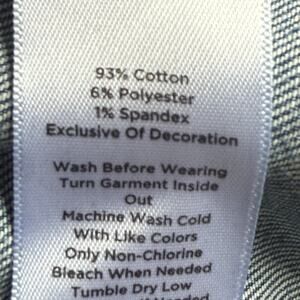 93% Cotton
6% Polyester
1% Spandex
Exclusive Of Decoration
Wash Before Wearing
Turn Garment Inside
Out
Machine Wash Cold
With Like Colors
Only Non-Chlorine
Bleach When Needed
Tumble Dry Low
Needed